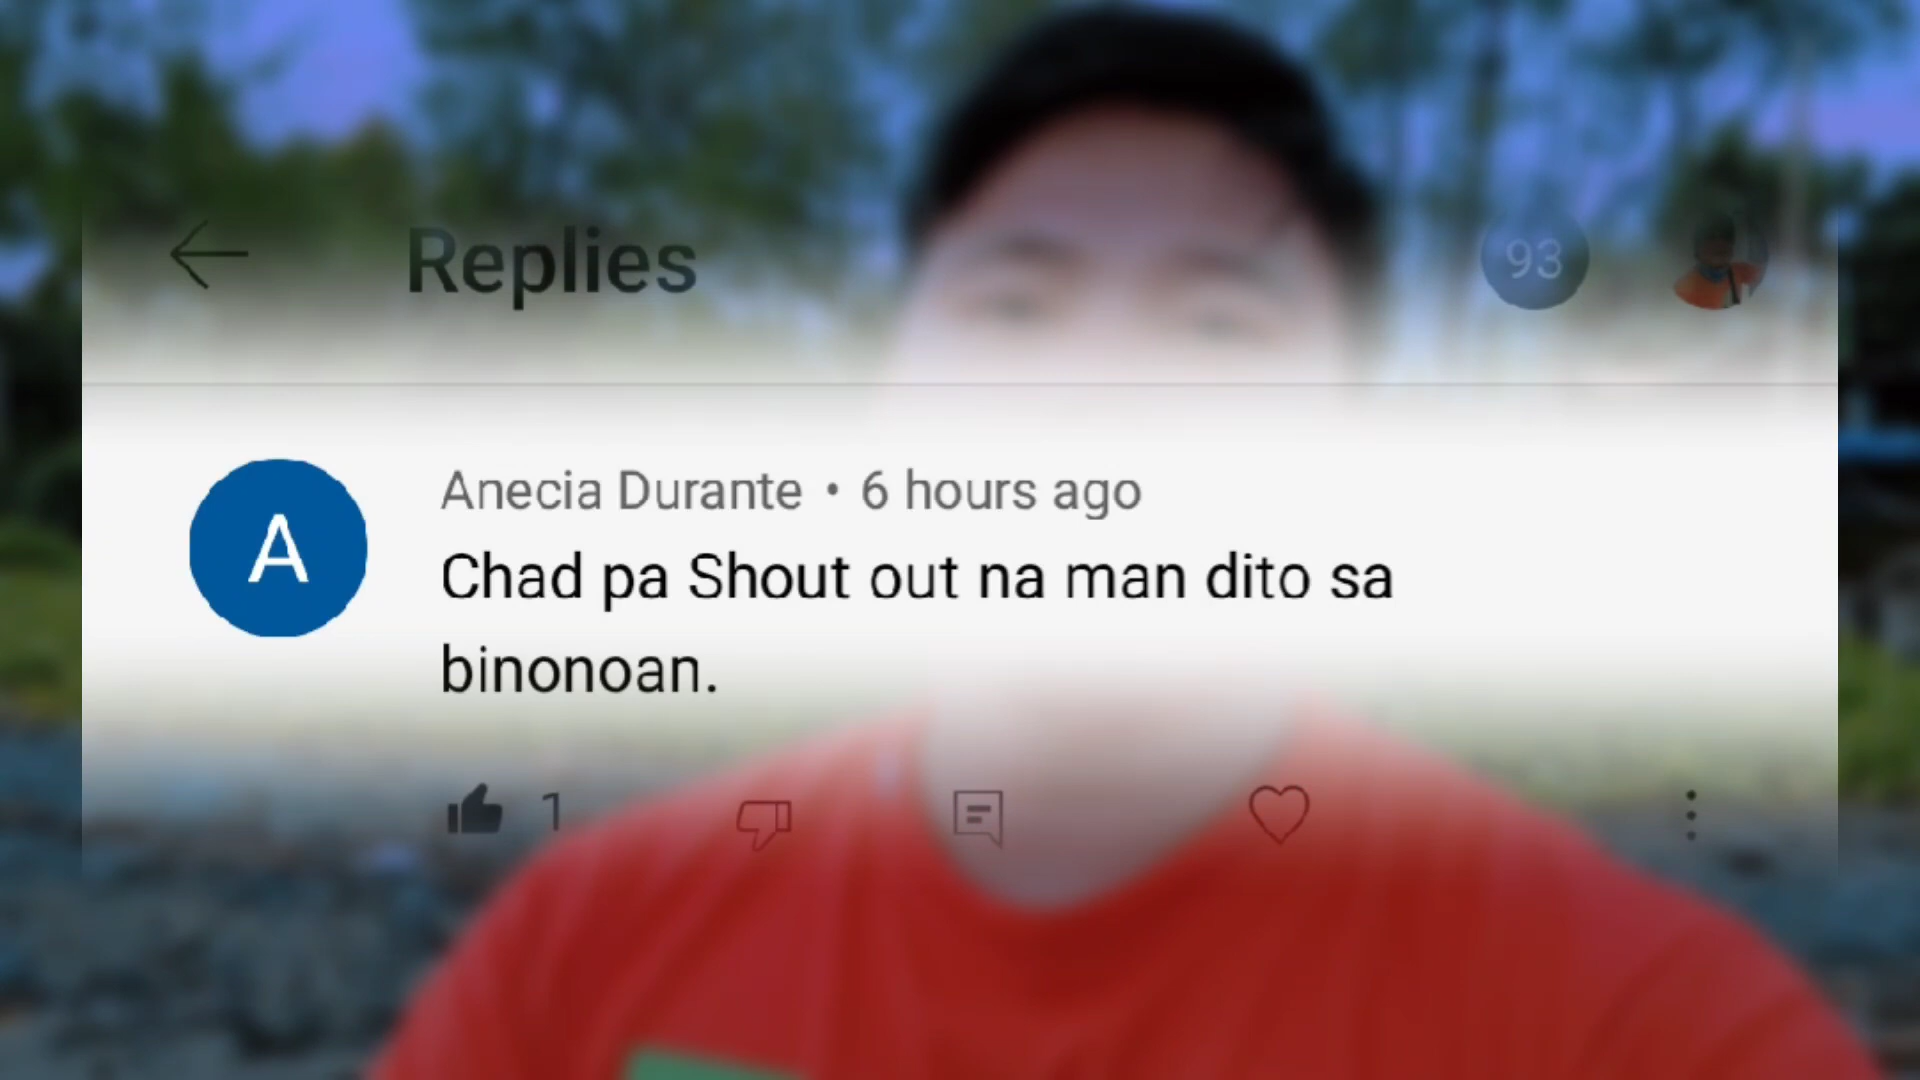 Replies
93
A
Anecia Durante • 6 hours ago
Chad pa Shout out na man dito sa
binonoan.
1